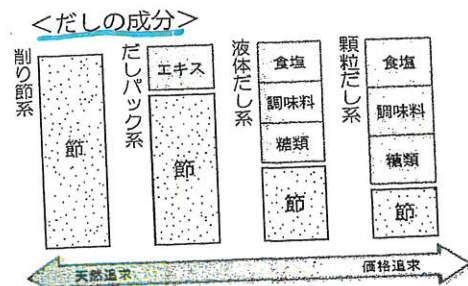 ＜だしの成分＞
削り節系
節
だしパック系
エキス
節
液体だし系
食塩
調味料
糖類
節
顆粒だし系
食塩
調味料
糖類
節
天然追求
価格追求